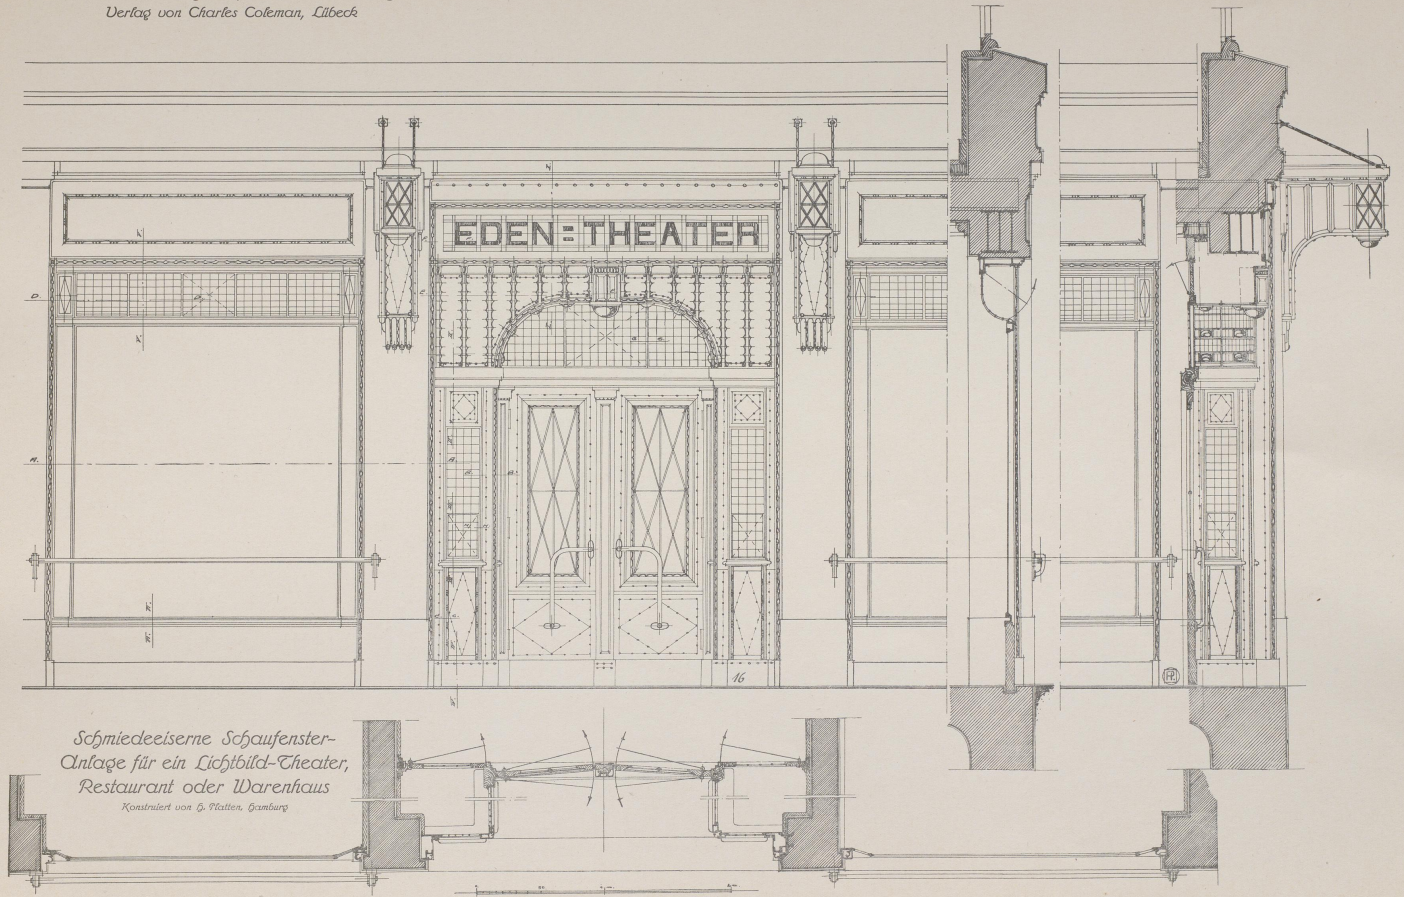 Verlag von Charles Coleman, Lübeck
EDEN=THEATER
16
Schmiedeeiserne Schaufenster-
Anlage für ein Lichtbild-Theater,
Restaurant oder Warenhaus
Konstruiert von H. Platten, Hamburg